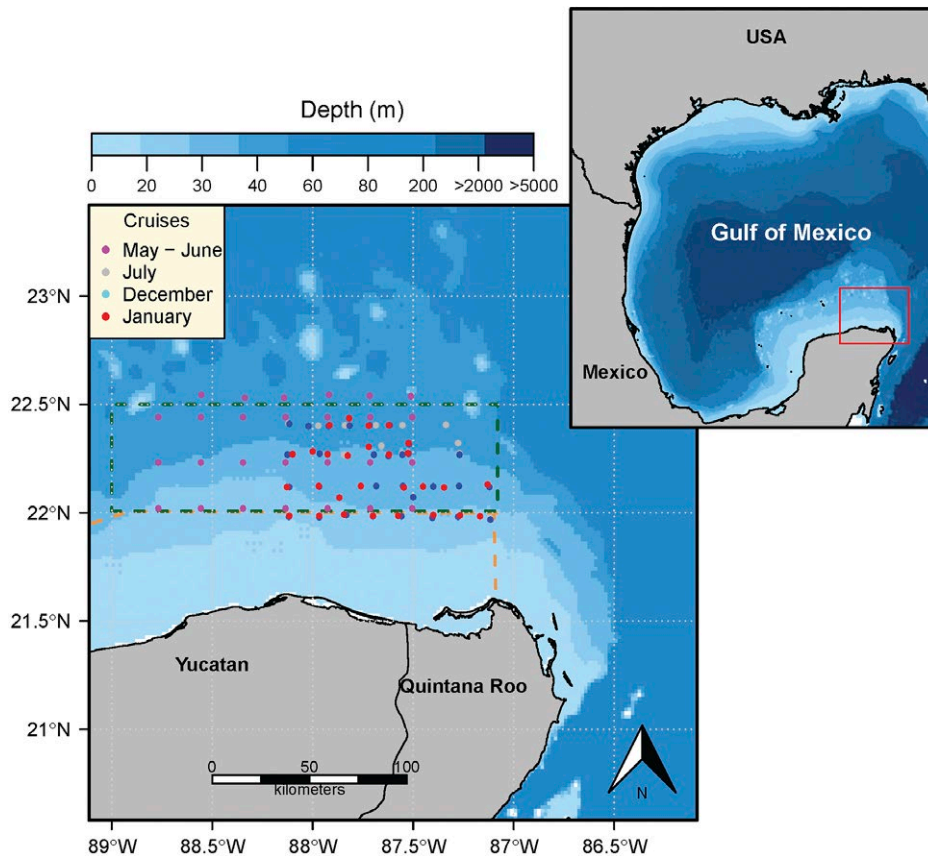 USA
Gulf of Mexico
Mexico
Depth (m)
0 20 30 40 60 80 200 >2000 >5000
Cruises
May – June
July
December
January
23°N
22.5°N
22°N
21.5°N
21°N
Yucatan
Quintana Roo
0 50 100
kilometers
N
89°W 88.5°W 88°W 87.5°W 87°W 86.5°W